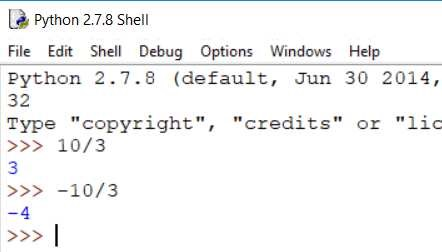 Python 2.7.8 Shell
File Edit Shell Debug Options Windows Help
Python 2.7.8 (default, Jun 30 2014,
32
Type "copyright", "credits" or "lic
>>> 10/3
3
>>> -10/3
-4
>>>